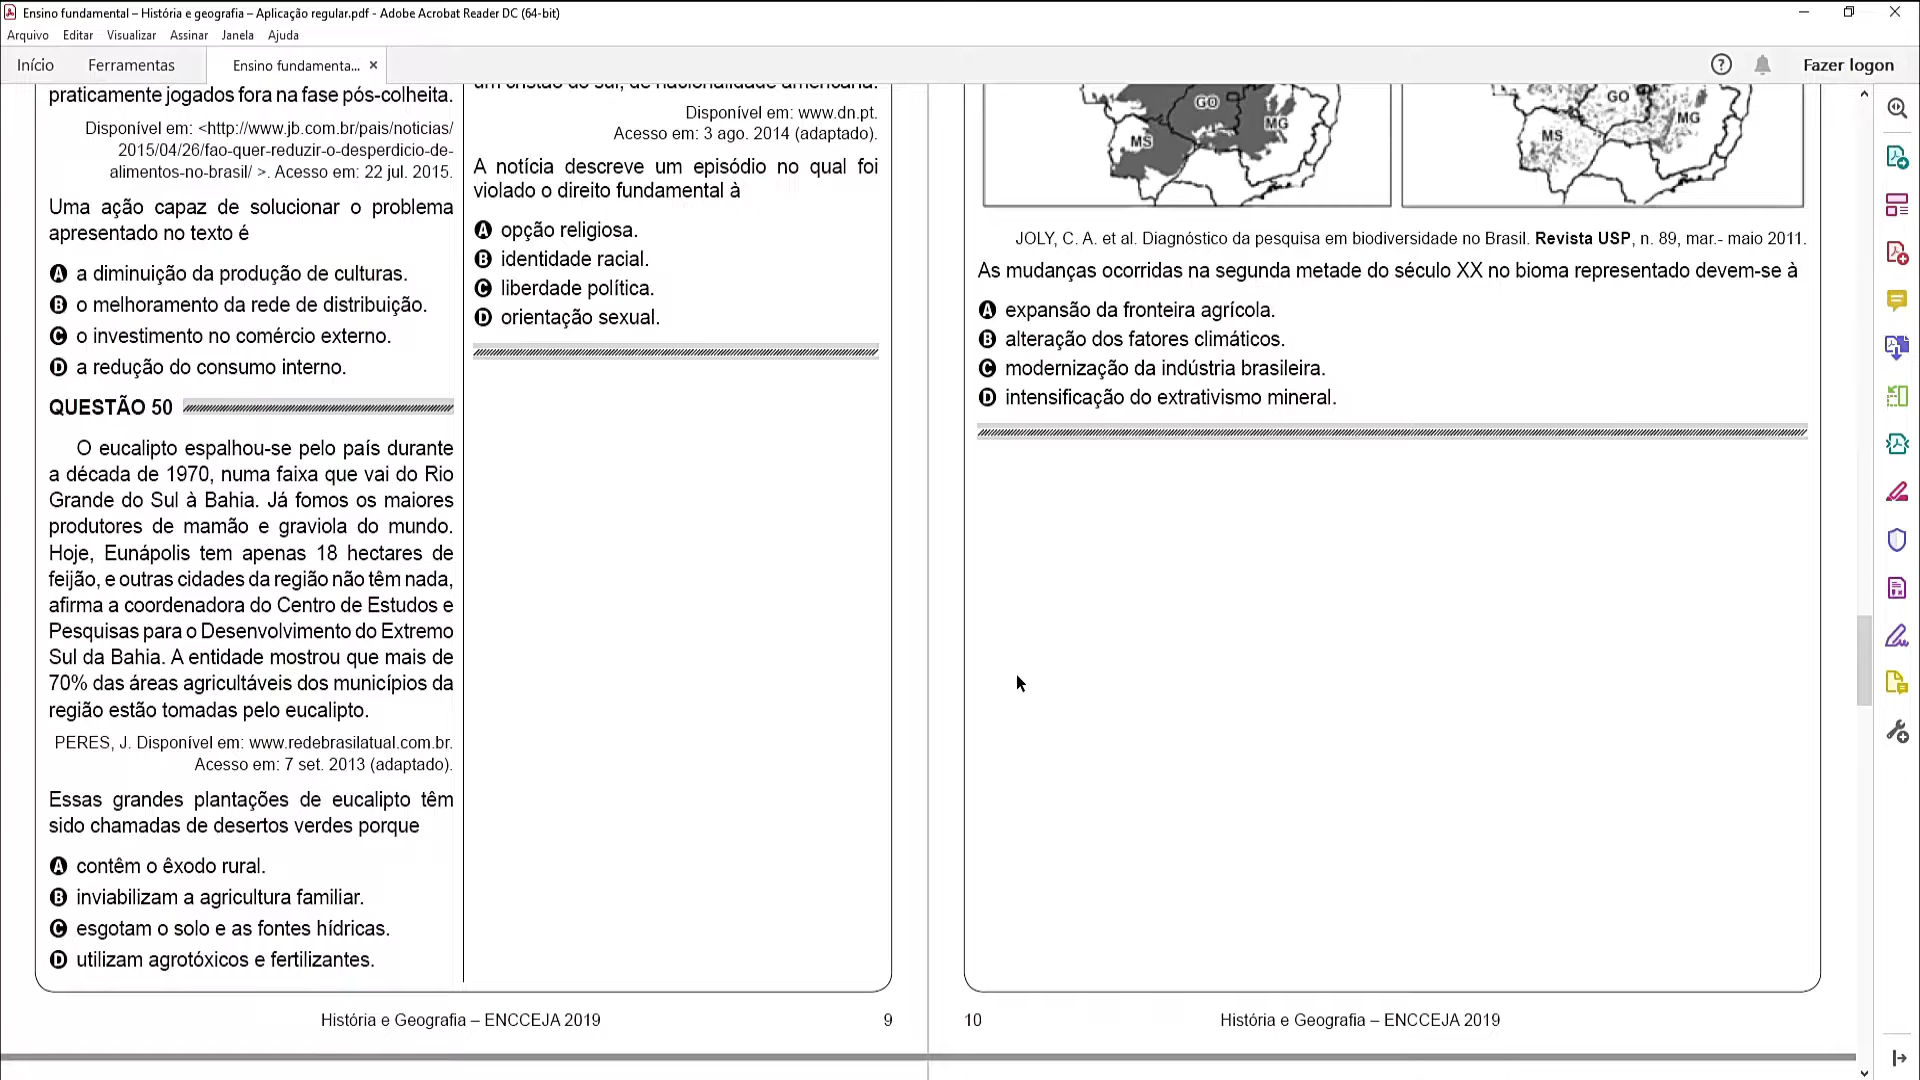 Ensino fundamental – História e geografia – Aplicação regular.pdf - Adobe Acrobat Reader DC (64-bit)
Arquivo Editar Visualizar Assinar Janela Ajuda
Início Ferramentas Ensino fundamenta... × Fazer logon
praticamente jogados fora na fase pós-colheita.
Disponível em: <http://www.jb.com.br/pais/noticias/
2015/04/26/fao-quer-reduzir-o-desperdicio-de-
alimentos-no-brasil/ >. Acesso em: 22 jul. 2015.
Uma ação capaz de solucionar o problema
apresentado no texto é
A a diminuição da produção de culturas.
B o melhoramento da rede de distribuição.
C o investimento no comércio externo.
D a redução do consumo interno.
QUESTÃO 50
O eucalipto espalhou-se pelo país durante
a década de 1970, numa faixa que vai do Rio
Grande do Sul à Bahia. Já fomos os maiores
produtores de mamão e graviola do mundo.
Hoje, Eunápolis tem apenas 18 hectares de
feijão, e outras cidades da região não têm nada,
afirma a coordenadora do Centro de Estudos e
Pesquisas para o Desenvolvimento do Extremo
Sul da Bahia. A entidade mostrou que mais de
70% das áreas agricultáveis dos municípios da
região estão tomadas pelo eucalipto.
PERES, J. Disponível em: www.redebrasilatual.com.br.
Acesso em: 7 set. 2013 (adaptado).
Essas grandes plantações de eucalipto têm
sido chamadas de desertos verdes porque
A contêm o êxodo rural.
B inviabilizam a agricultura familiar.
C esgotam o solo e as fontes hídricas.
D utilizam agrotóxicos e fertilizantes.
um cristão do sul, de nacionalidade americana.
Disponível em: www.dn.pt.
Acesso em: 3 ago. 2014 (adaptado).
A notícia descreve um episódio no qual foi
violado o direito fundamental à
A opção religiosa.
B identidade racial.
C liberdade política.
D orientação sexual.
História e Geografia – ENCCEJA 2019 9
GO
MG
MS
GO
MG
MS
JOLY, C. A. et al. Diagnóstico da pesquisa em biodiversidade no Brasil. Revista USP, n. 89, mar.- maio 2011.
As mudanças ocorridas na segunda metade do século XX no bioma representado devem-se à
A expansão da fronteira agrícola.
B alteração dos fatores climáticos.
C modernização da indústria brasileira.
D intensificação do extrativismo mineral.
10 História e Geografia – ENCCEJA 2019